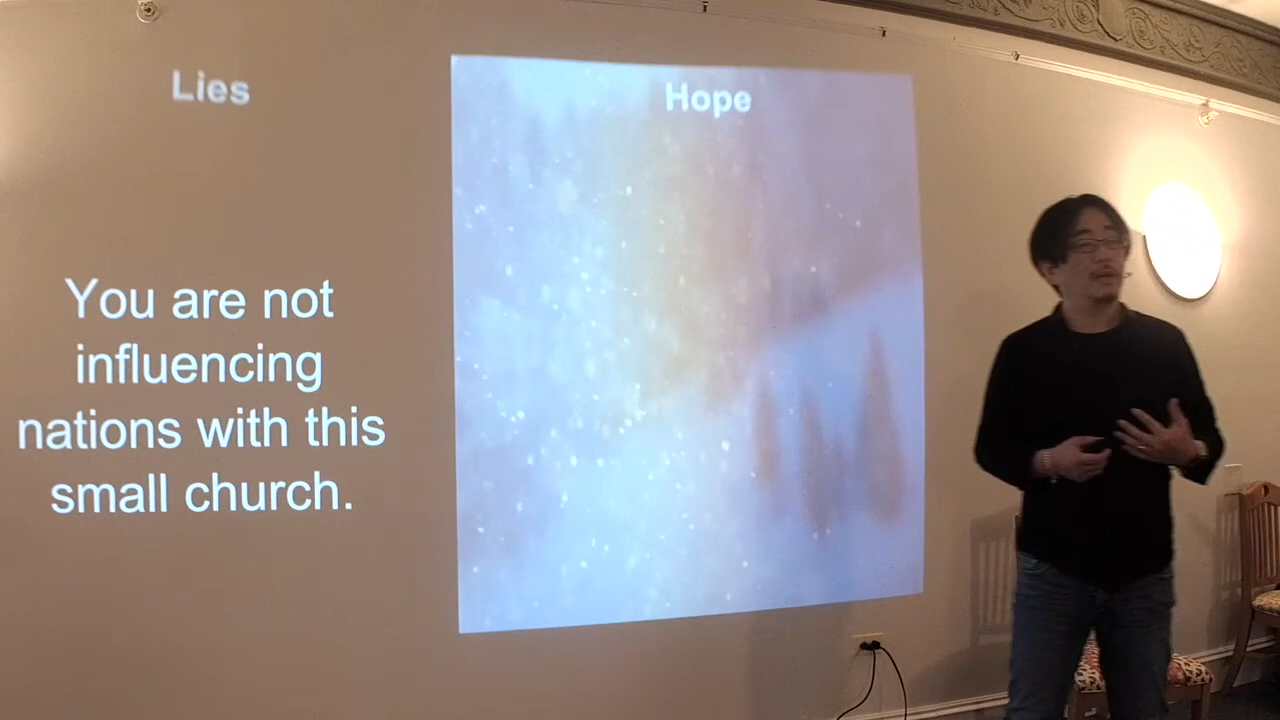 Lies
Hope
You are not
influencing
nations with this
small church.